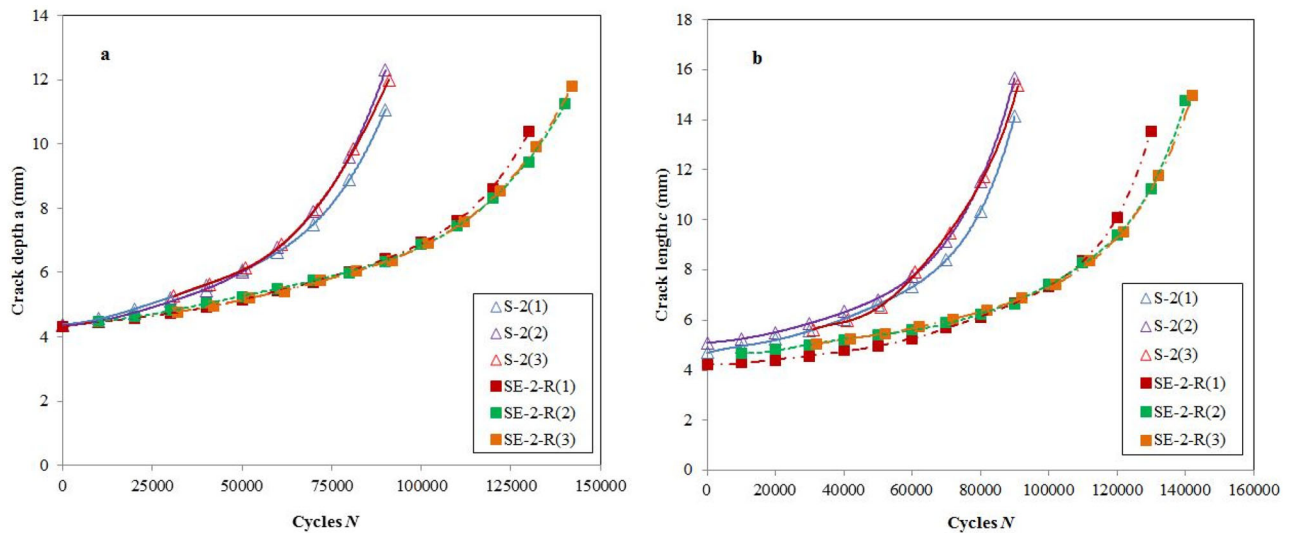 a
Crack depth a (mm)
14
12
10
8
6
4
2
0
0 25000 50000 75000 100000 125000 150000
Cycles N
S-2(1)
S-2(2)
S-2(3)
SE-2-R(1)
SE-2-R(2)
SE-2-R(3)
b
Crack length c (mm)
18
16
14
12
10
8
6
4
2
0
0 20000 40000 60000 80000 100000 120000 140000 160000
Cycles N
S-2(1)
S-2(2)
S-2(3)
SE-2-R(1)
SE-2-R(2)
SE-2-R(3)